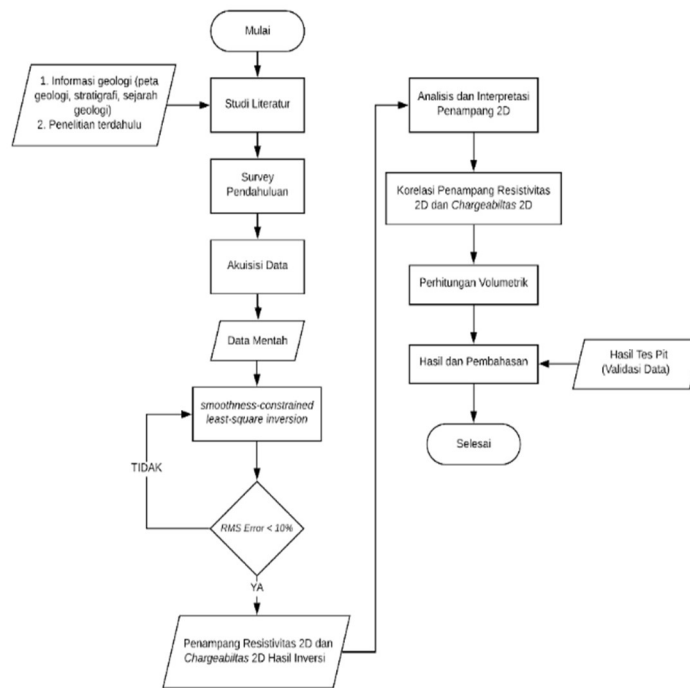 Mulai
1. Informasi geologi (peta
geologi, stratigrafi, sejarah
geologi)
2. Penelitian terdahulu
Studi Literatur
Survey
Pendahuluan
Akuisisi Data
Data Mentah
smoothness-constrained
least-square inversion
TIDAK
RMS Error < 10%
YA
Penampang Resistivitas 2D dan
Chargeabiltas 2D Hasil Inversi
Analisis dan Interpretasi
Penampang 2D
Korelasi Penampang Resistivitas
2D dan Chargeabiltas 2D
Perhitungan Volumetrik
Hasil dan Pembahasan
Hasil Tes Pit
(Validasi Data)
Selesai